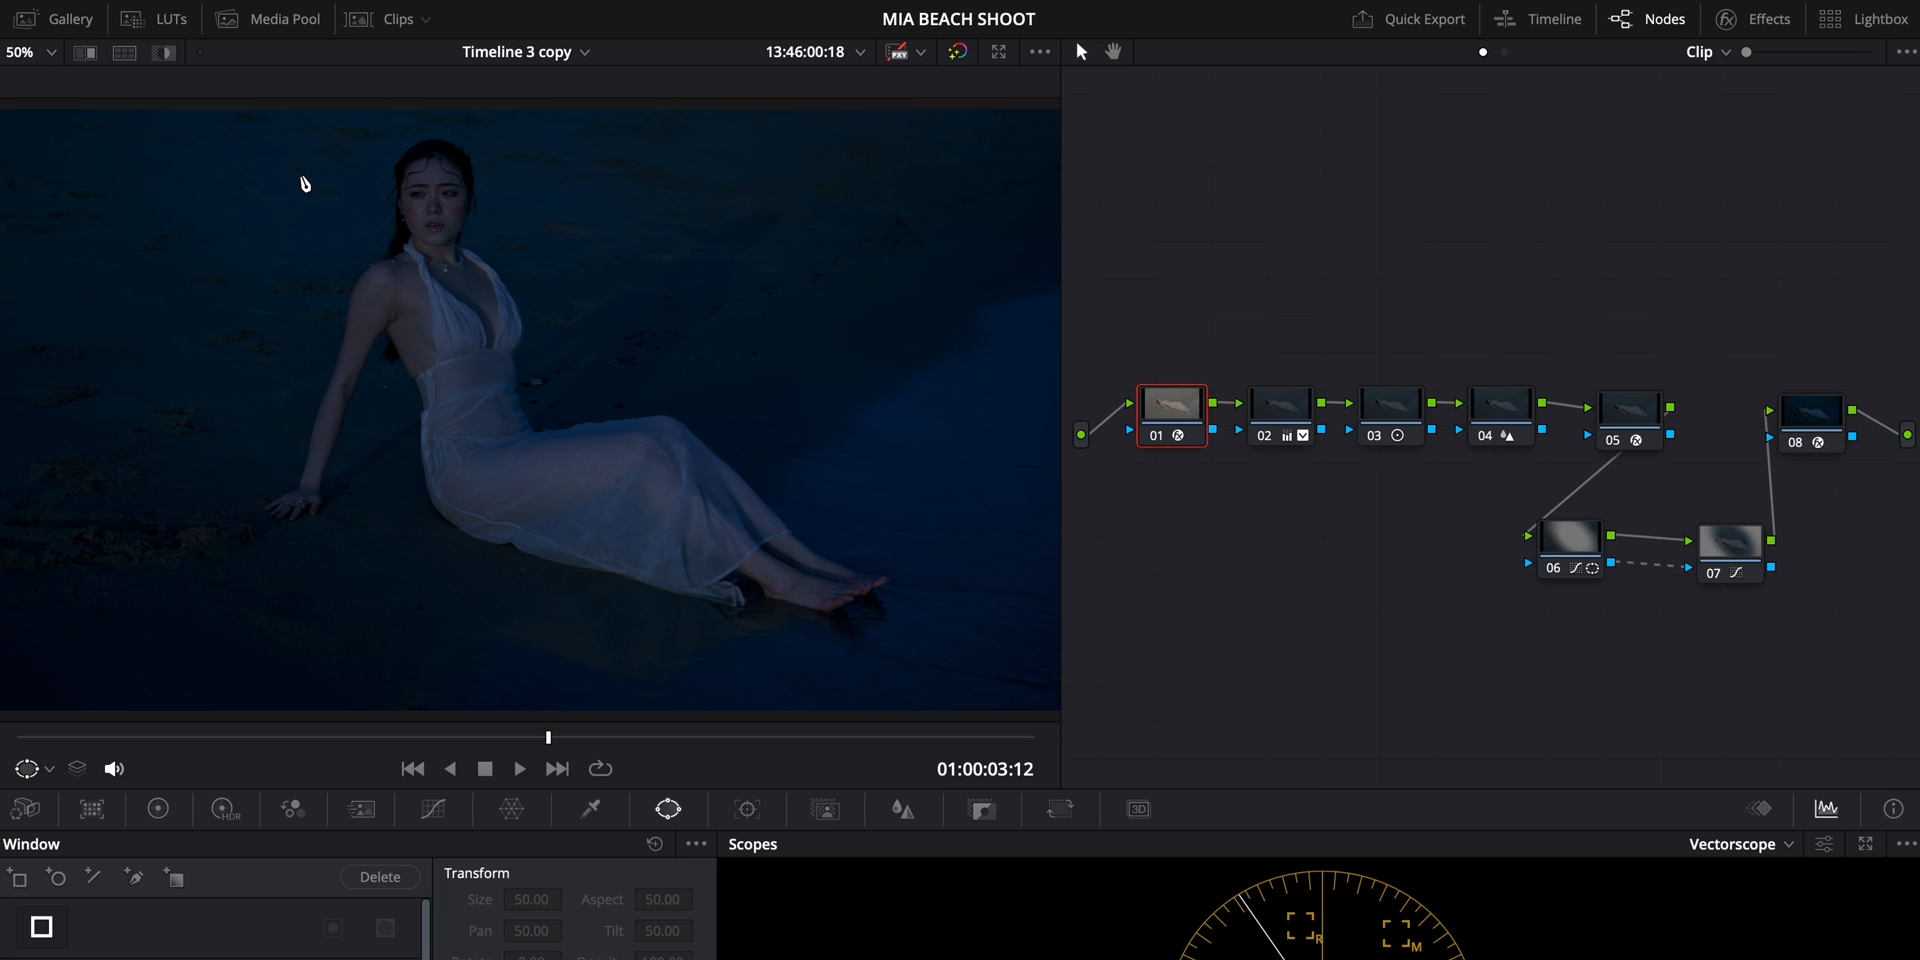 Gallery LUTs Media Pool Clips MIA BEACH SHOOT Quick Export Timeline Nodes Effects Lightbox
50% Timeline 3 copy 13:46:00:18 PXY Clip
01 02 03 04 05 08
06 07
01:00:03:12
HDR 3D
Window Scopes Vectorscope
Delete Transform
Size 50.00 Aspect 50.00
Pan 50.00 Tilt 50.00
R M